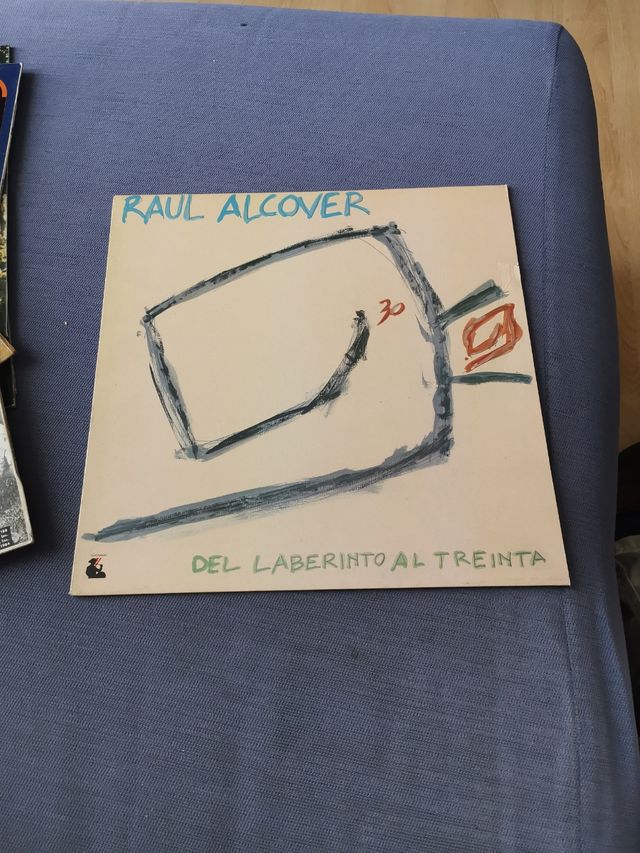 RAUL ALCOVER
30
DEL LABERINTO AL TREINTA